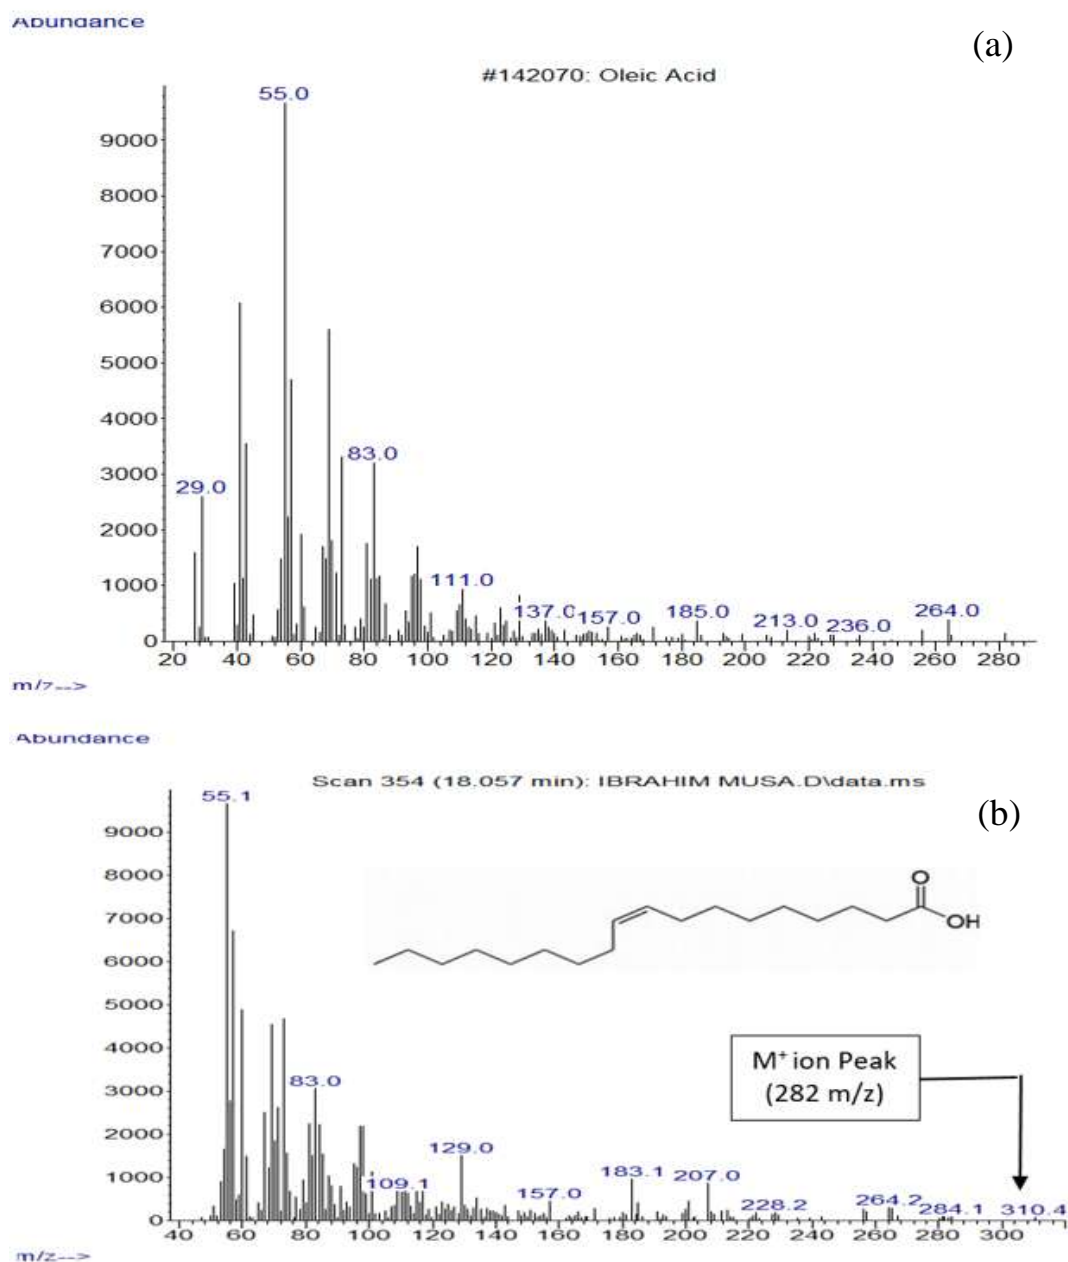 Abundance
(a)
#142070: Oleic Acid
55.0
9000
8000
7000
6000
5000
4000
3000
83.0
29.0
2000
1000
111.0
137.0
157.0
185.0
213.0
236.0
264.0
0
20 40 60 80 100 120 140 160 180 200 220 240 260 280
m/z-->
Abundance
Scan 354 (18.057 min): IBRAHIM MUSA.D\data.ms
55.1
(b)
9000
8000
7000
6000
5000
4000
3000
2000
1000
0
O
OH
M+ ion Peak
(282 m/z)
83.0
129.0
109.1
157.0
183.1
207.0
228.2
264.2
284.1
310.4
40 60 80 100 120 140 160 180 200 220 240 260 280 300
m/z-->